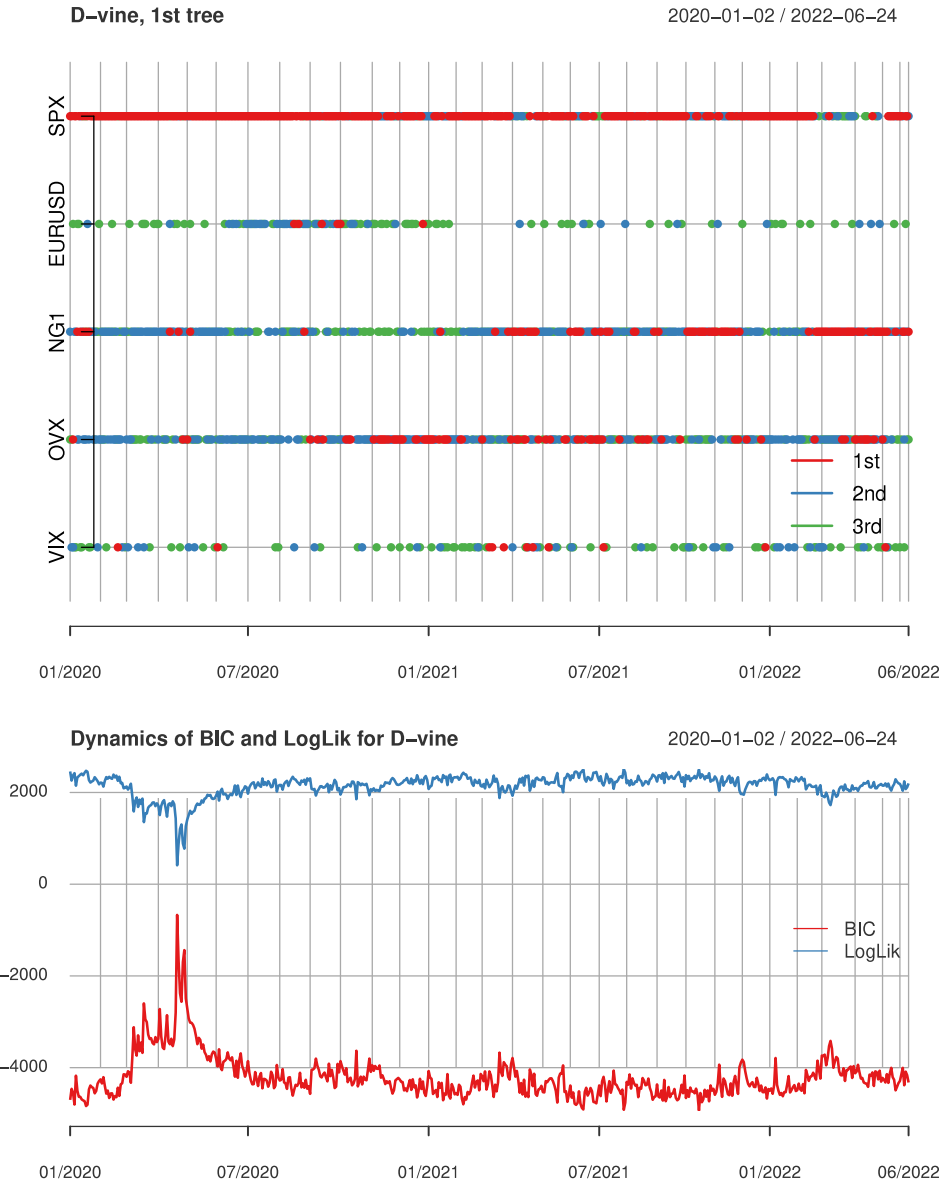 D−vine, 1st tree
2020−01−02 / 2022−06−24
SPX
EURUSD
NG1
OVX
VIX
1st
2nd
3rd
01/2020 07/2020 01/2021 07/2021 01/2022 06/2022
Dynamics of BIC and LogLik for D−vine
2020−01−02 / 2022−06−24
2000
0
−2000
−4000
BIC
LogLik
01/2020 07/2020 01/2021 07/2021 01/2022 06/2022